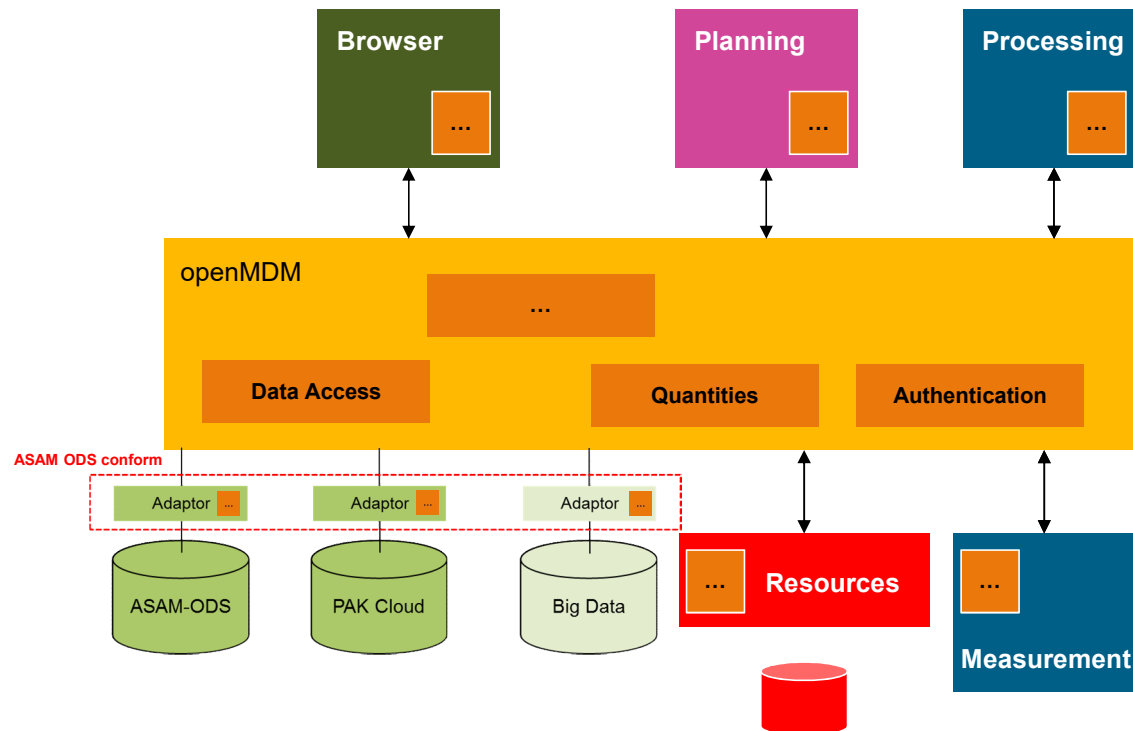 Browser
...
Planning
...
Processing
...
openMDM
...
Data Access
Quantities
Authentication
ASAM ODS conform
Adaptor ...
Adaptor ...
Adaptor ...
ASAM-ODS
PAK Cloud
Big Data
...
Resources
...
Measurement